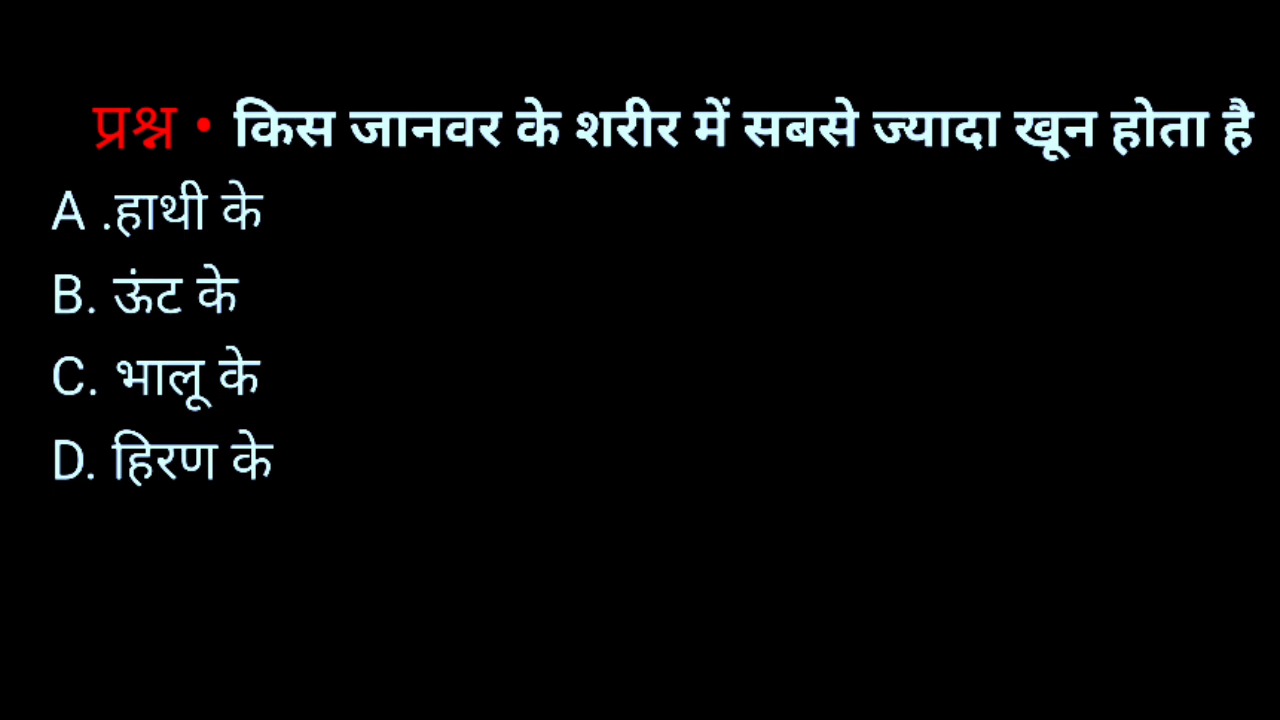 प्रश्न • किस जानवर के शरीर में सबसे ज्यादा खून होता है
A .हाथी के
B. ऊंट के
C. भालू के
D. हिरण के